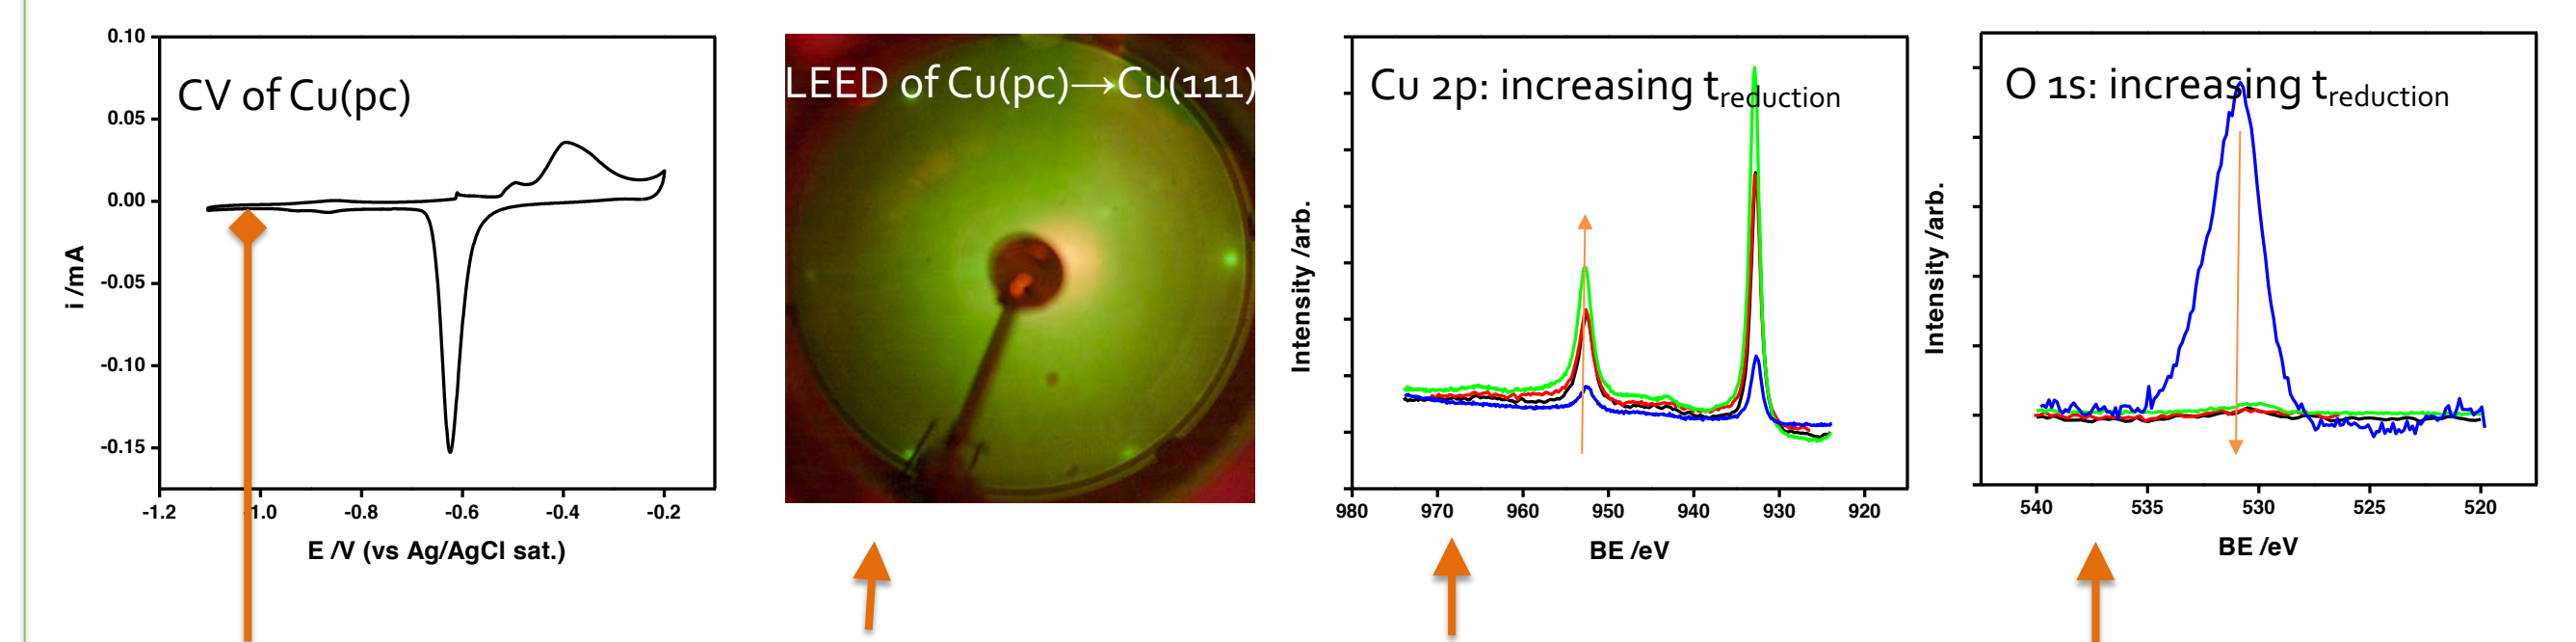 CV of Cu(pc)
0.10
0.05
0.00
-0.05
-0.10
-0.15
i /mA
-1.2
-1.0
-0.8
-0.6
-0.4
-0.2
E /V (vs Ag/AgCl sat.)
LEED of Cu(pc)→Cu(111)
Cu 2p: increasing treduction
Intensity /arb.
980
970
960
950
940
930
920
BE /eV
O 1s: increasing treduction
Intensity /arb.
540
535
530
525
520
BE /eV